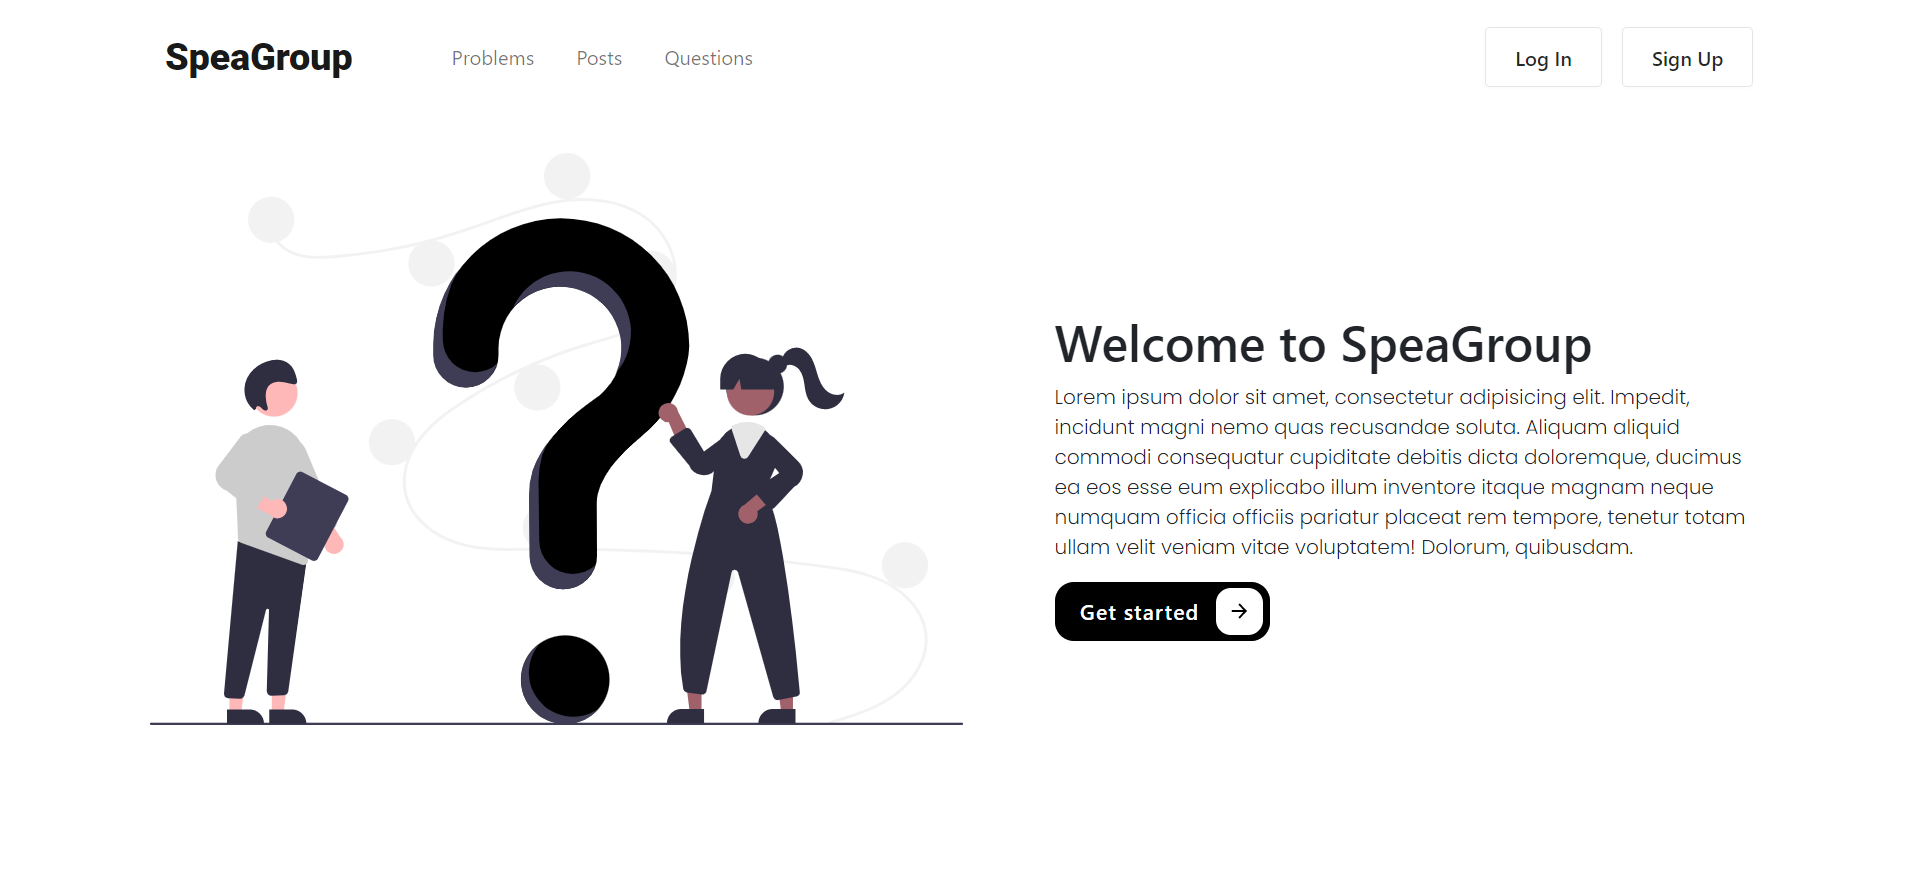 SpeaGroup
Problems
Posts
Questions
Log In
Sign Up
Welcome to SpeaGroup
Lorem ipsum dolor sit amet, consectetur adipisicing elit. Impedit,
incidunt magni nemo quas recusandae soluta. Aliquam aliquid
commodi consequatur cupiditate debitis dicta doloremque, ducimus
ea eos esse eum explicabo illum inventore itaque magnam neque
numquam officia officiis pariatur placeat rem tempore, tenetur totam
ullam velit veniam vitae voluptatem! Dolorum, quibusdam.
Get started